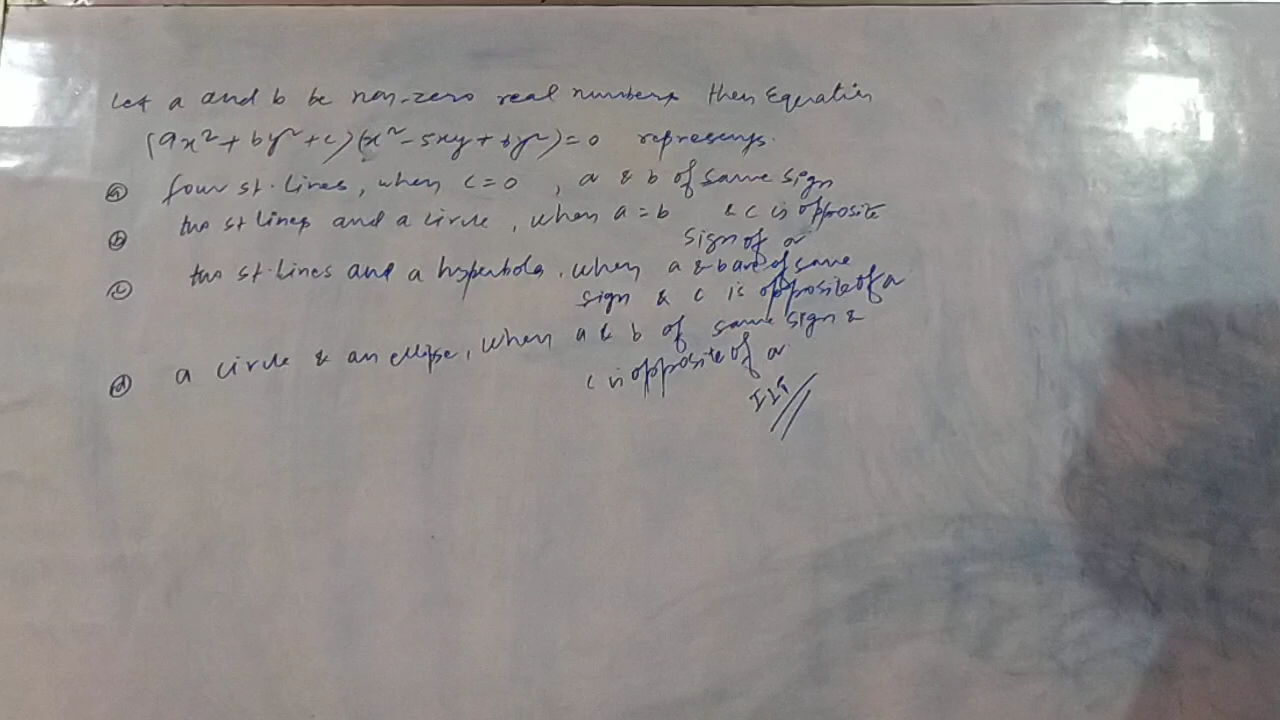 Let a and b be non-zero real numbers then Equation
(ax²+by²+c)(x²-5xy+6y²)=0 represents.
(a) four st. lines, when c=0, a & b of same sign
(b) two st lines and a circle, when a=b & c is opposite
sign of a
(c) two st. lines and a hyperbola, when a & b are of same
sign & c is opposite of a
(d) a circle & an ellipse, when a & b of same sign &
c is opposite of a